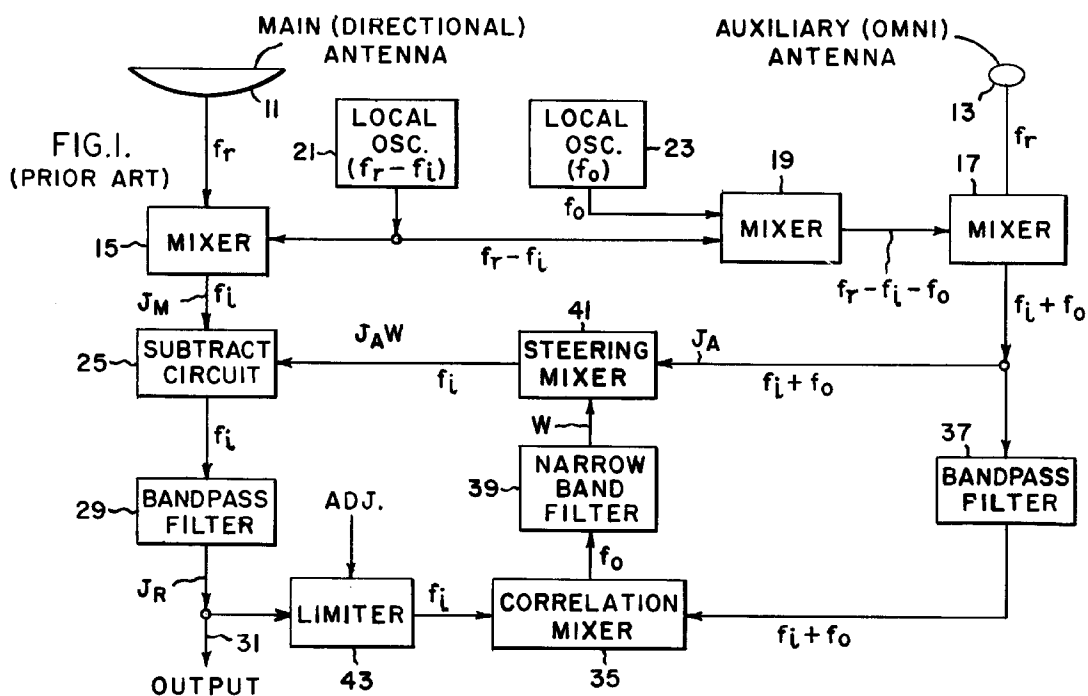 MAIN (DIRECTIONAL)
ANTENNA
11
AUXILIARY (OMNI)
ANTENNA
13
FIG.1.
(PRIOR ART)
fr
21
LOCAL
OSC.
(fr-fi)
LOCAL
OSC.
(fo)
23
fr
fo
19
17
15
MIXER
MIXER
MIXER
fr-fi
fr-fi-fo
JM
fi
fi+fo
25
SUBTRACT
CIRCUIT
JAW
fi
41
STEERING
MIXER
JA
fi+fo
fi
W
37
BANDPASS
FILTER
29
BANDPASS
FILTER
ADJ.
39
NARROW
BAND
FILTER
JR
fo
LIMITER
fi
CORRELATION
MIXER
fi+fo
31
OUTPUT
43
35